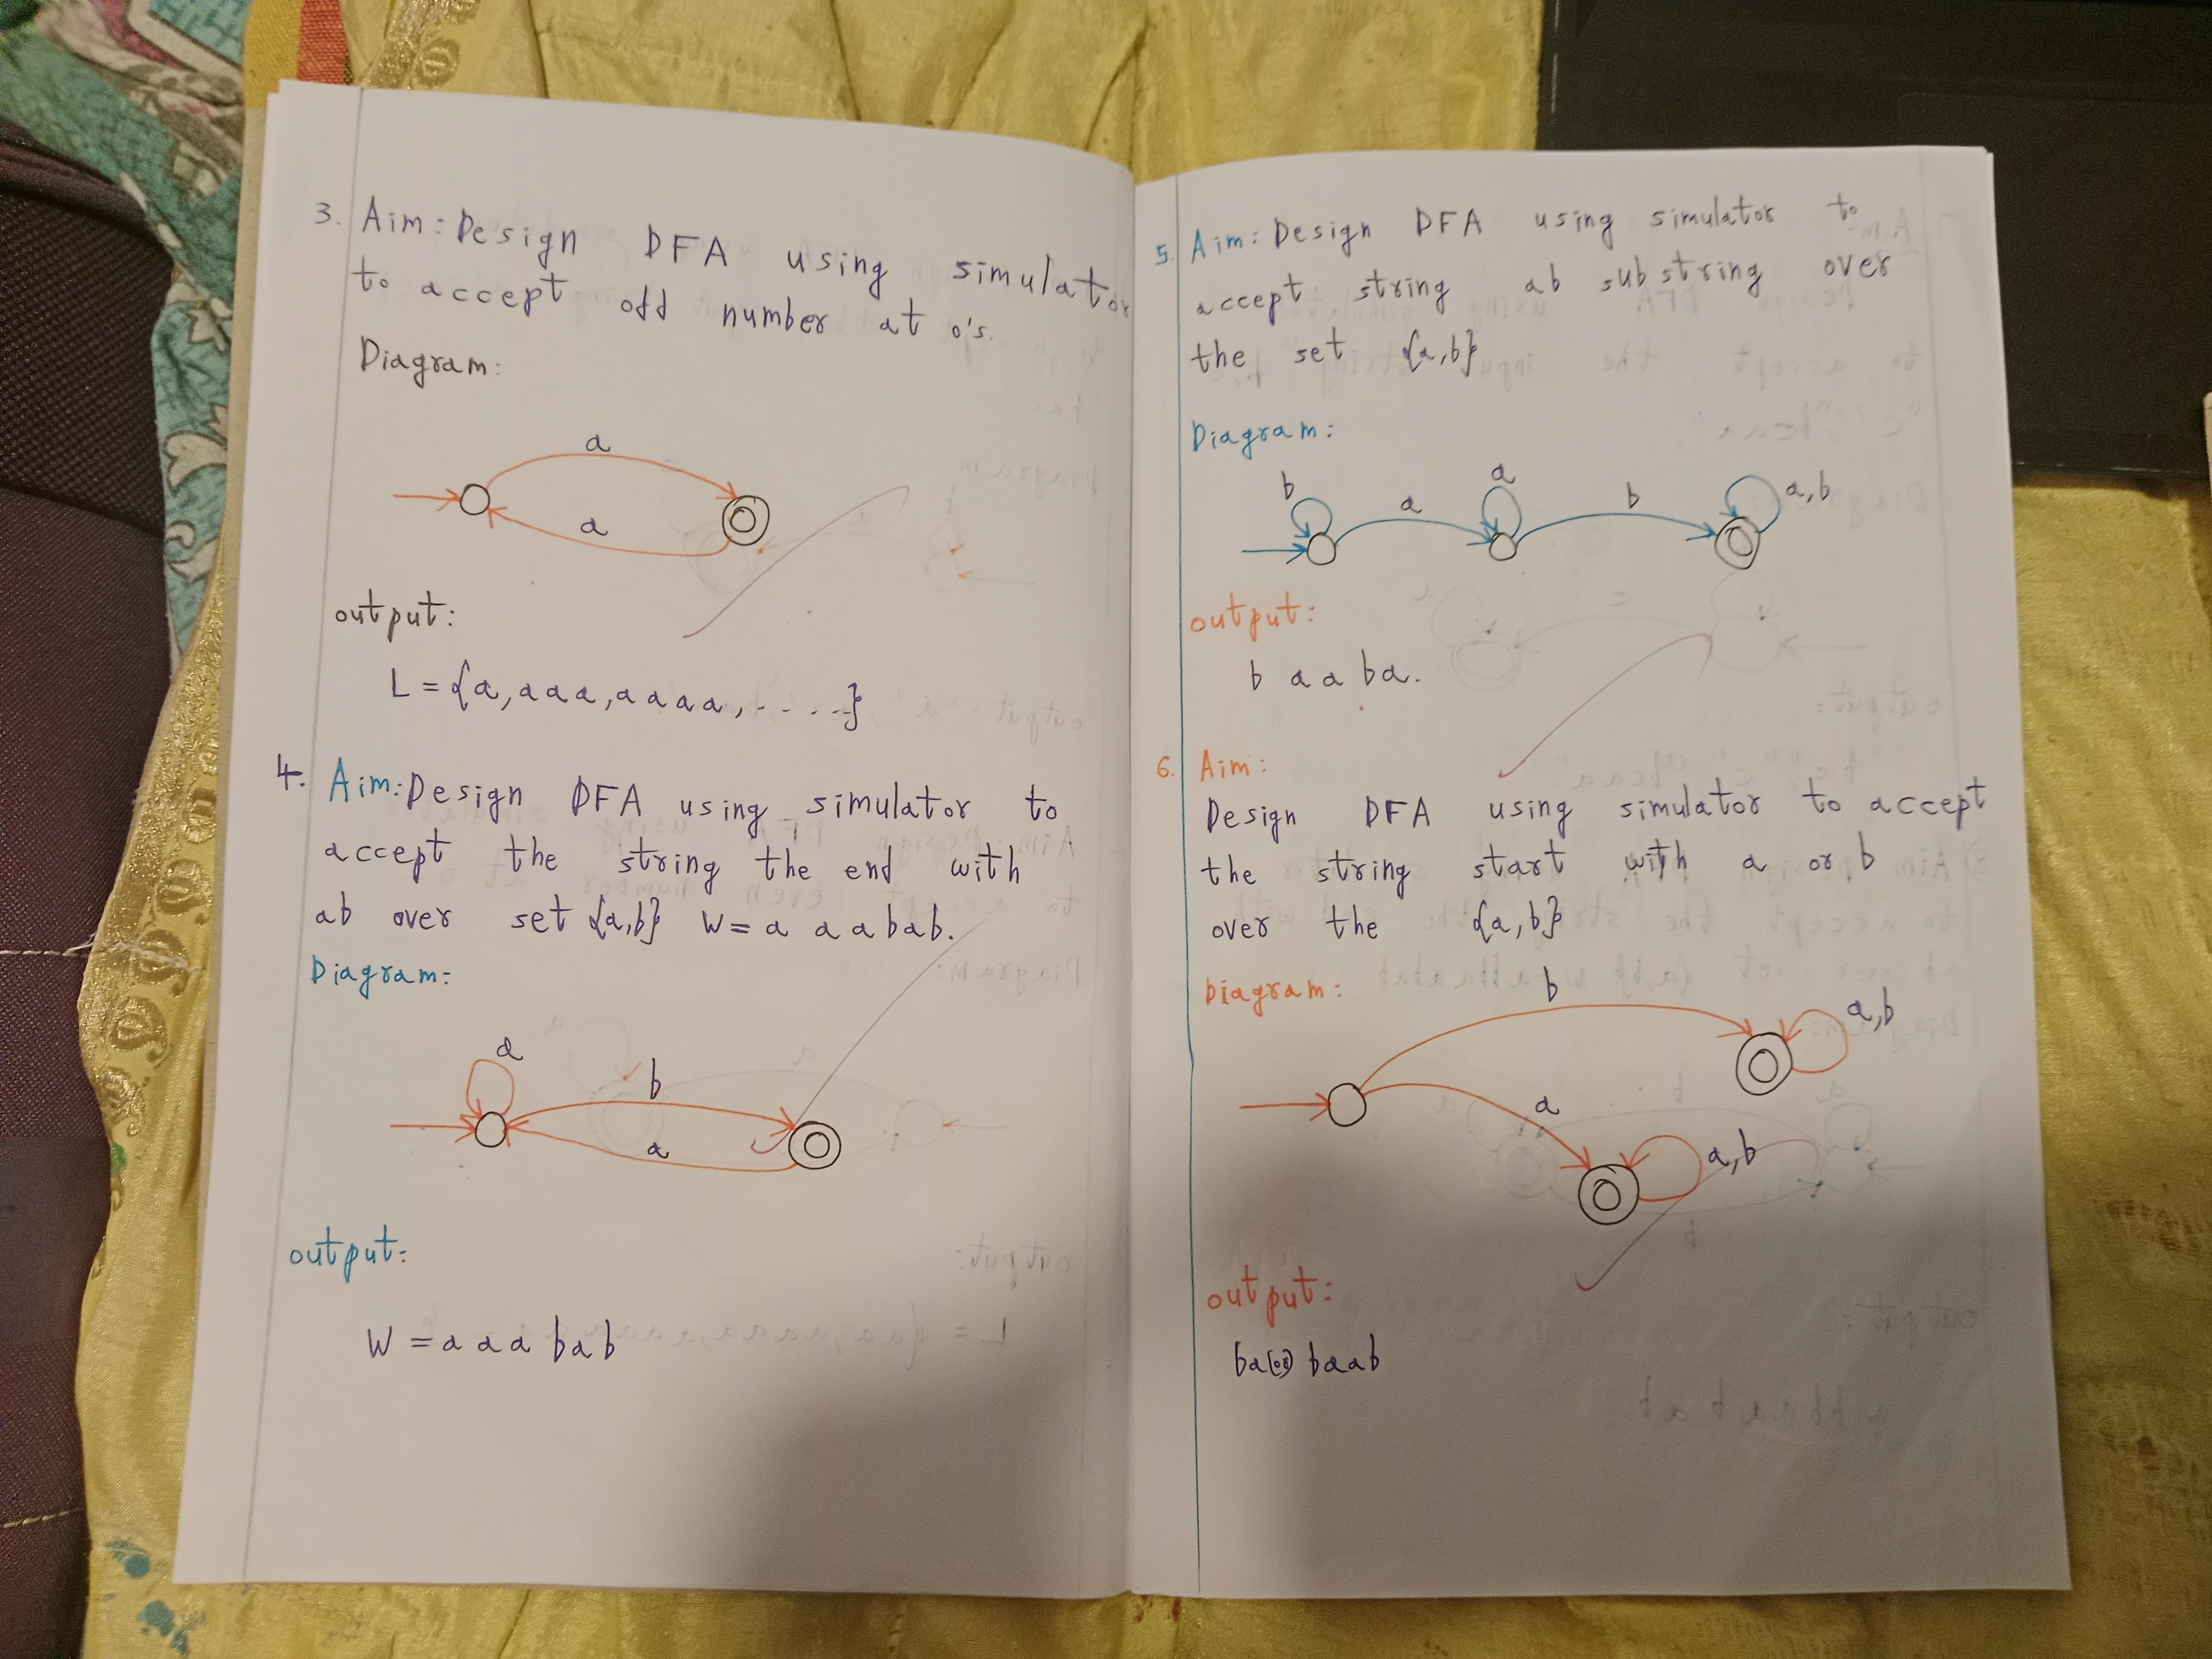 3. Aim: Design DFA using simulator
to accept odd number at o's.
Diagram:
a
a
output:
L = {a, aaa, aaaa, - - - --}
4. Aim: Design DFA using simulator to
accept the string the end with
ab over set {a,b} W= a a a b a b.
Diagram:
a
b
a
output:
W = a a a b a b
5. Aim: Design DFA using simulator to
accept string ab substring over
the set {a,b}
Diagram:
b a a b a,b
output:
b a a b a.
6. Aim:
Design DFA using simulator to accept
the string start with a or b
over the {a,b}
Diagram:
b
a,b
a
a,b
output:
ba(or) baab